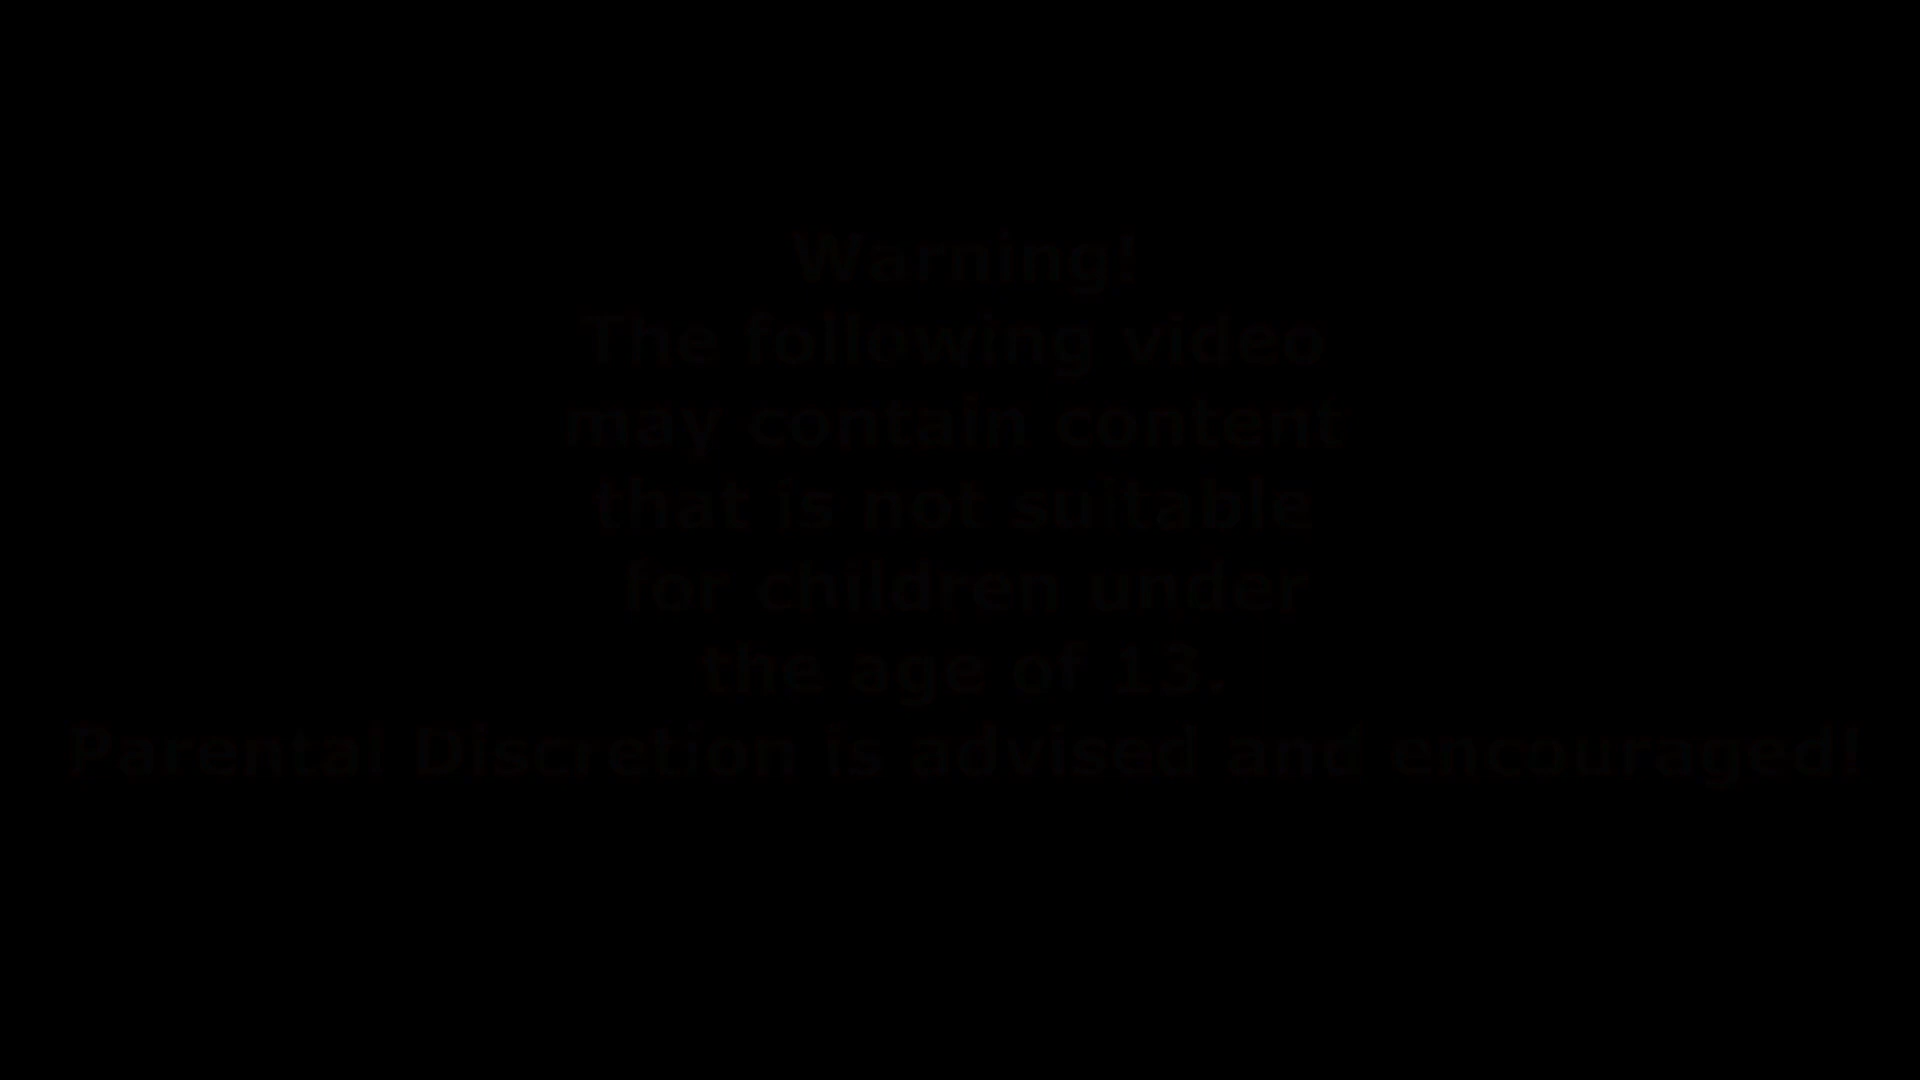 Warning!
The following video
may contain content
that is not suitable
for children under
the age of 13.
Parental Discretion is advised and encouraged!